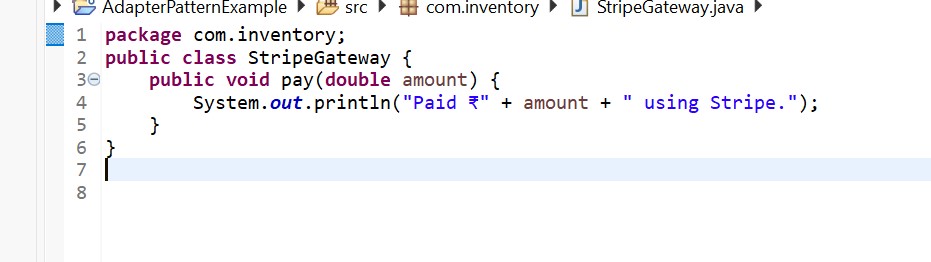 AdapterPatternExample src com.inventory StripeGateway.java
1 package com.inventory;
2 public class StripeGateway {
3 public void pay(double amount) {
4 System.out.println("Paid ₹" + amount + " using Stripe.");
5 }
6 }
7
8